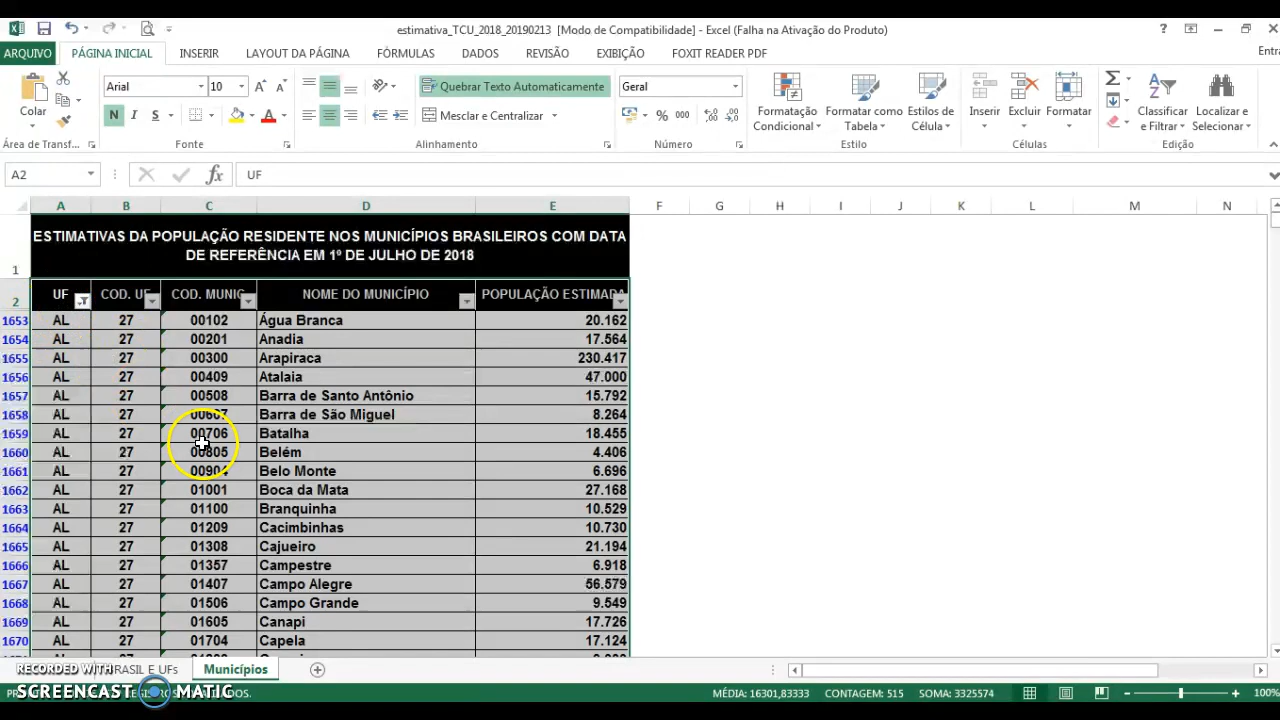 estimativa_TCU_2018_20190213 [Modo de Compatibilidade] - Excel (Falha na Ativação do Produto)
ARQUIVO PÁGINA INICIAL INSERIR LAYOUT DA PÁGINA FÓRMULAS DADOS REVISÃO EXIBIÇÃO FOXIT READER PDF Entra
Arial 10 Quebrar Texto Automaticamente Geral
Colar N I S Mesclar e Centralizar % 000 Formatação Condicional Formatar como Tabela Estilos de Célula Inserir Excluir Formatar Classificar e Filtrar Localizar e Selecionar
Área de Transf... Fonte Alinhamento Número Estilo Células Edição
A2 fx UF
A B C D E F G H I J K L M N
1 ESTIMATIVAS DA POPULAÇÃO RESIDENTE NOS MUNICÍPIOS BRASILEIROS COM DATA
DE REFERÊNCIA EM 1º DE JULHO DE 2018
2 UF COD. UF COD. MUNIC NOME DO MUNICÍPIO POPULAÇÃO ESTIMADA
1653 AL 27 00102 Água Branca 20.162
1654 AL 27 00201 Anadia 17.564
1655 AL 27 00300 Arapiraca 230.417
1656 AL 27 00409 Atalaia 47.000
1657 AL 27 00508 Barra de Santo Antônio 15.792
1658 AL 27 00607 Barra de São Miguel 8.264
1659 AL 27 00706 Batalha 18.455
1660 AL 27 00805 Belém 4.406
1661 AL 27 00904 Belo Monte 6.696
1662 AL 27 01001 Boca da Mata 27.168
1663 AL 27 01100 Branquinha 10.529
1664 AL 27 01209 Cacimbinhas 10.730
1665 AL 27 01308 Cajueiro 21.194
1666 AL 27 01357 Campestre 6.918
1667 AL 27 01407 Campo Alegre 56.579
1668 AL 27 01506 Campo Grande 9.549
1669 AL 27 01605 Canapi 17.726
1670 AL 27 01704 Capela 17.124
RECORDED WITH BRASIL E UFs Municípios
SCREENCAST MATIC MÉDIA: 16301,83333 CONTAGEM: 515 SOMA: 3325574 100%